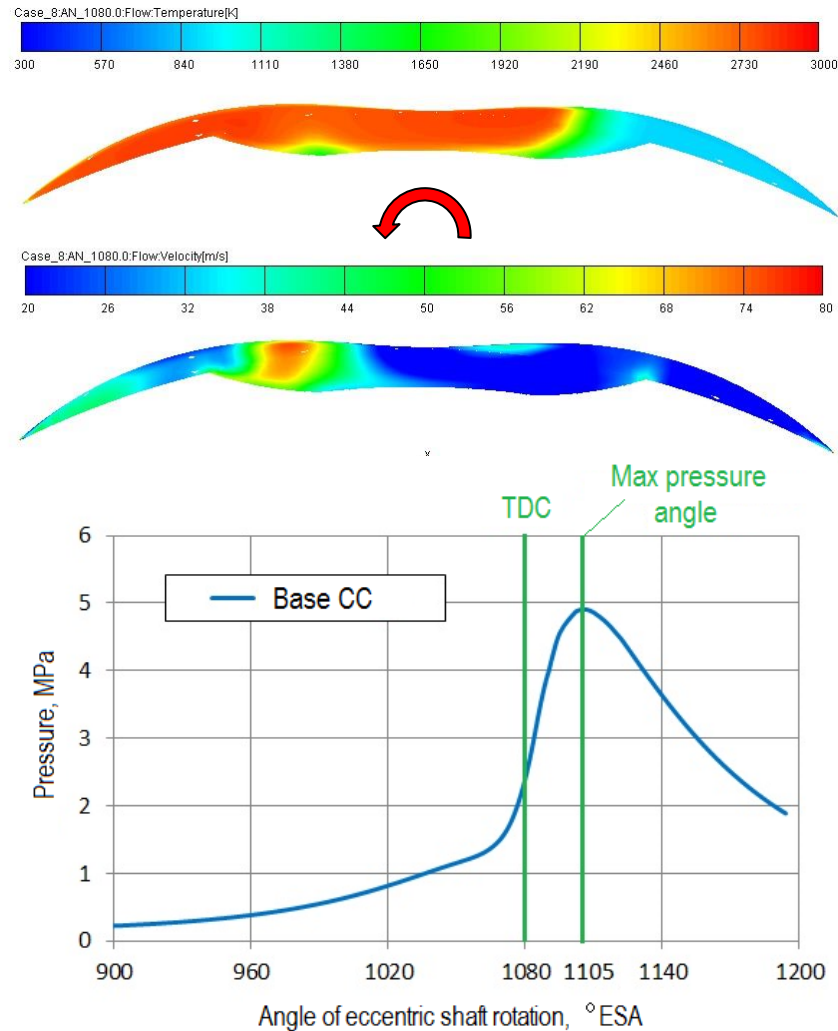 Case_8:AN_1080.0:Flow:Temperature[K]
300 570 840 1110 1380 1650 1920 2190 2460 2730 3000
Case_8:AN_1080.0:Flow:Velocity[m/s]
20 26 32 38 44 50 56 62 68 74 80
x
TDC
Max pressure
angle
6
Base CC
5
4
3
2
1
0
Pressure, MPa
900 960 1020 1080 1105 1140 1200
Angle of eccentric shaft rotation, °ESA